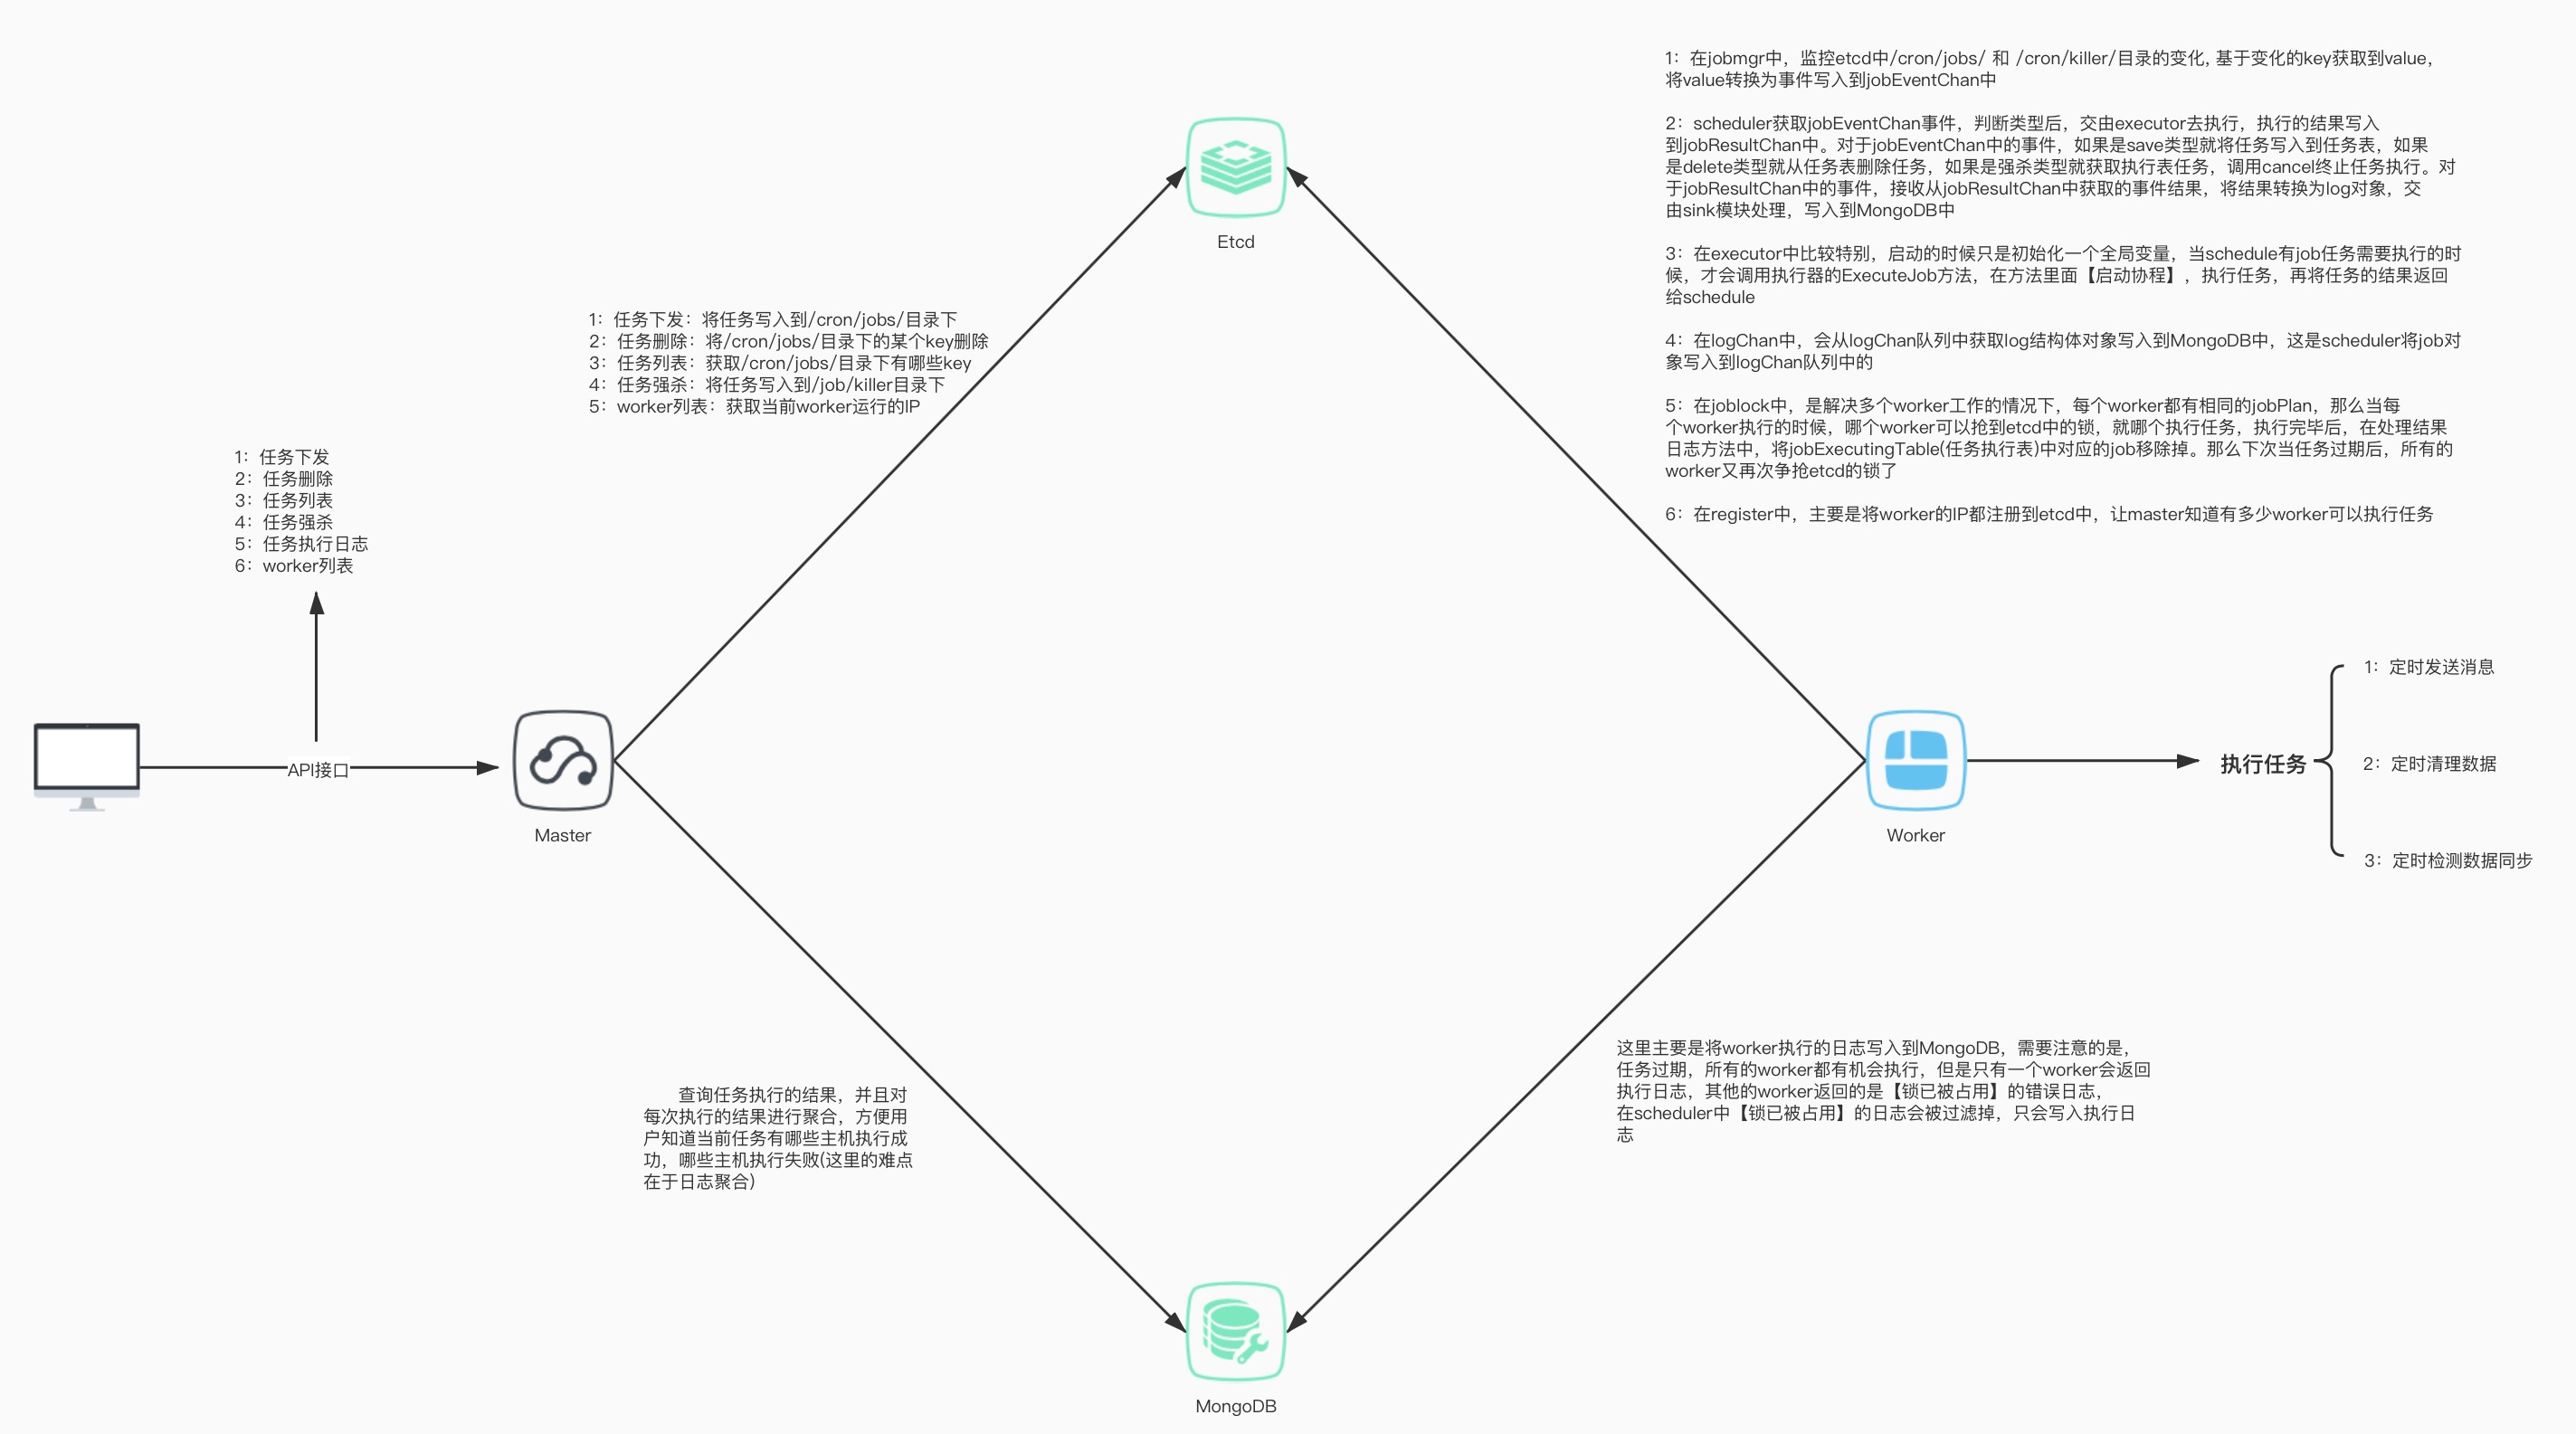 1：在jobmgr中，监控etcd中/cron/jobs/ 和 /cron/killer/目录的变化, 基于变化的key获取到value，
将value转换为事件写入到jobEventChan中
2：scheduler获取jobEventChan事件，判断类型后，交由executor去执行，执行的结果写入
到jobResultChan中。对于jobEventChan中的事件，如果是save类型就将任务写入到任务表，如果
是delete类型就从任务表删除任务，如果是强杀类型就获取执行表任务，调用cancel终止任务执行。对
于jobResultChan中的事件，接收从jobResultChan中获取的事件结果，将结果转换为log对象，交
由sink模块处理，写入到MongoDB中
3：在executor中比较特别，启动的时候只是初始化一个全局变量，当schedule有job任务需要执行的时
候，才会调用执行器的ExecuteJob方法，在方法里面【启动协程】，执行任务，再将任务的结果返回
给schedule
4：在logChan中，会从logChan队列中获取log结构体对象写入到MongoDB中，这是scheduler将job对
象写入到logChan队列中的
5：在joblock中，是解决多个worker工作的情况下，每个worker都有相同的jobPlan，那么当每
个worker执行的时候，哪个worker可以抢到etcd中的锁，就哪个执行任务，执行完毕后，在处理结果
日志方法中，将jobExecutingTable(任务执行表)中对应的job移除掉。那么下次当任务过期后，所有的
worker又再次争抢etcd的锁了
6：在register中，主要是将worker的IP都注册到etcd中，让master知道有多少worker可以执行任务
Etcd
1：任务下发：将任务写入到/cron/jobs/目录下
2：任务删除：将/cron/jobs/目录下的某个key删除
3：任务列表：获取/cron/jobs/目录下有哪些key
4：任务强杀：将任务写入到/job/killer目录下
5：worker列表：获取当前worker运行的IP
1：任务下发
2：任务删除
3：任务列表
4：任务强杀
5：任务执行日志
6：worker列表
API接口
Master
Worker
执行任务
1：定时发送消息
2：定时清理数据
3：定时检测数据同步
查询任务执行的结果，并且对
每次执行的结果进行聚合，方便用
户知道当前任务有哪些主机执行成
功，哪些主机执行失败(这里的难点
在于日志聚合)
这里主要是将worker执行的日志写入到MongoDB，需要注意的是，
任务过期，所有的worker都有机会执行，但是只有一个worker会返回
执行日志，其他的worker返回的是【锁已被占用】的错误日志，
在scheduler中【锁已被占用】的日志会被过滤掉，只会写入执行日
志
MongoDB